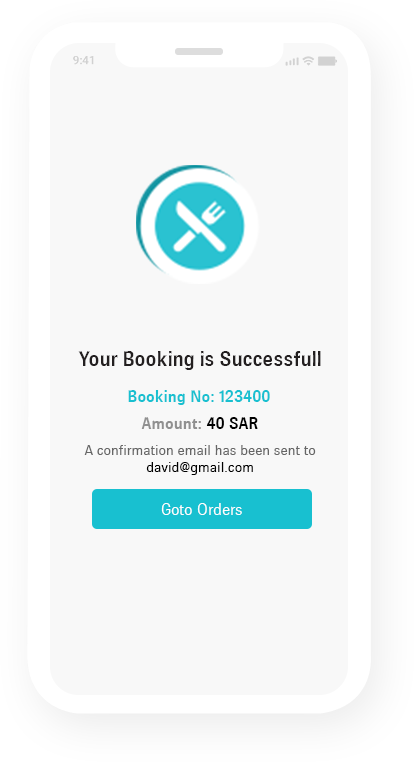 9:41
Your Booking is Successfull
Booking No: 123400
Amount: 40 SAR
A confirmation email has been sent to
david@gmail.com
Goto Orders